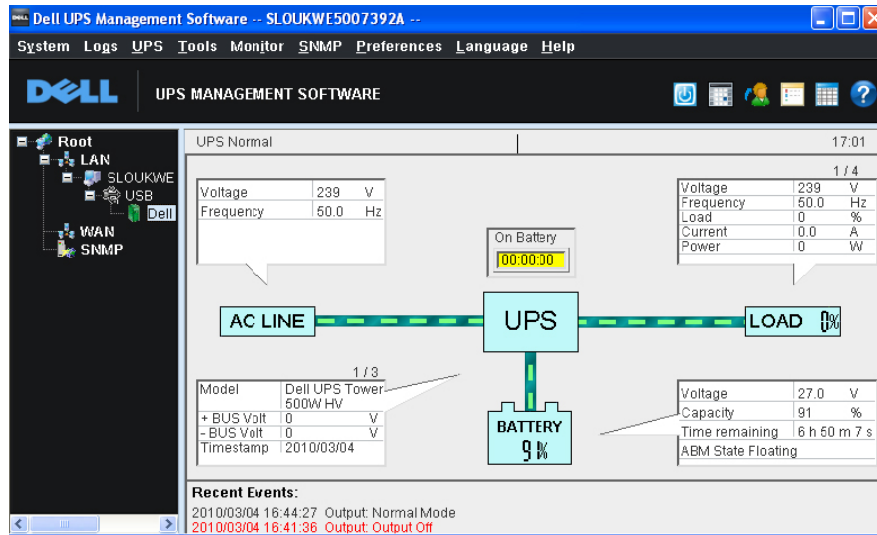 Dell UPS Management Software -- SLOUKWE5007392A --
System Logs UPS Tools Monitor SNMP Preferences Language Help
DELL UPS MANAGEMENT SOFTWARE
Root
LAN
SLOUKWE
USB
Dell
WAN
SNMP
UPS Normal 17:01
Voltage 239 V
Frequency 50.0 Hz
1 / 4
Voltage 239 V
Frequency 50.0 Hz
Load 0 %
Current 0.0 A
Power 0 W
On Battery
00:00:00
AC LINE
UPS
LOAD 0%
1 / 3
Model Dell UPS Tower
500W HV
+ BUS Volt 0 V
- BUS Volt 0 V
Timestamp 2010/03/04
BATTERY
91%
Voltage 27.0 V
Capacity 91 %
Time remaining 6 h 50 m 7 s
ABM State Floating
Recent Events:
2010/03/04 16:44:27 Output: Normal Mode
2010/03/04 16:41:36 Output: Output Off